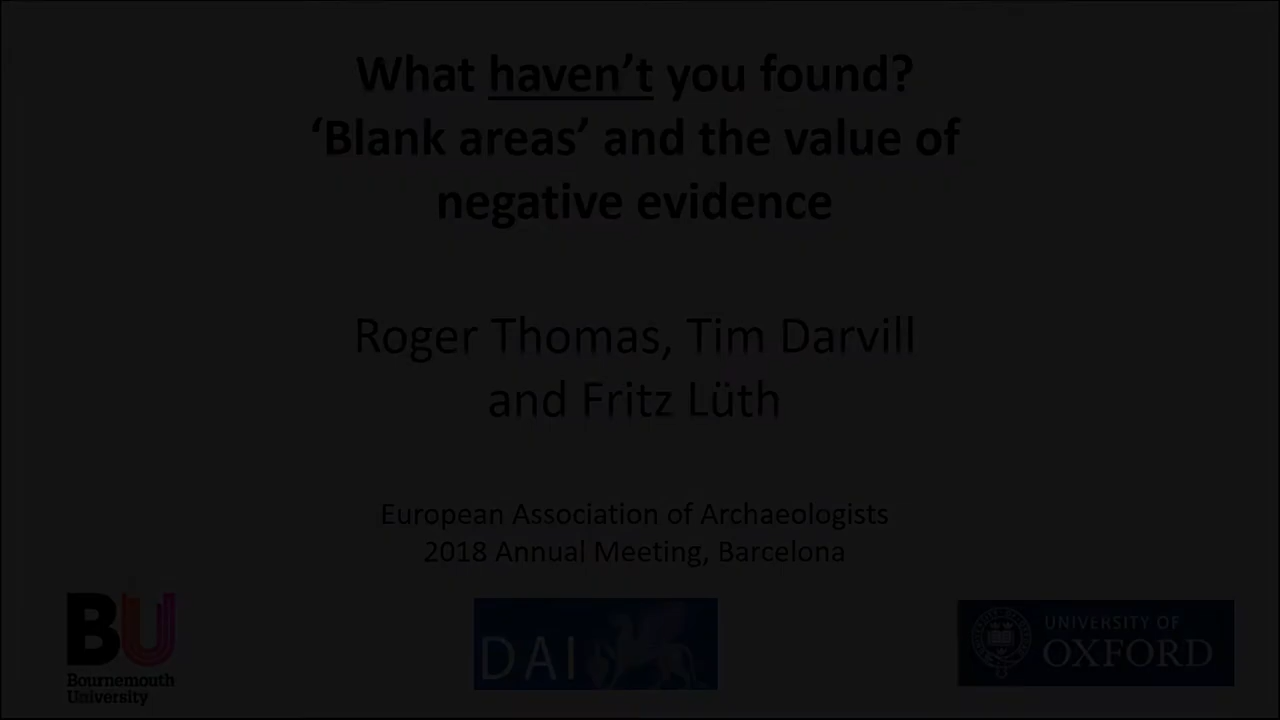 What haven’t you found?
‘Blank areas’ and the value of
negative evidence
Roger Thomas, Tim Darvill
and Fritz Lüth
European Association of Archaeologists
2018 Annual Meeting, Barcelona
BU
Bournemouth
University
DAI
UNIVERSITY OF
OXFORD